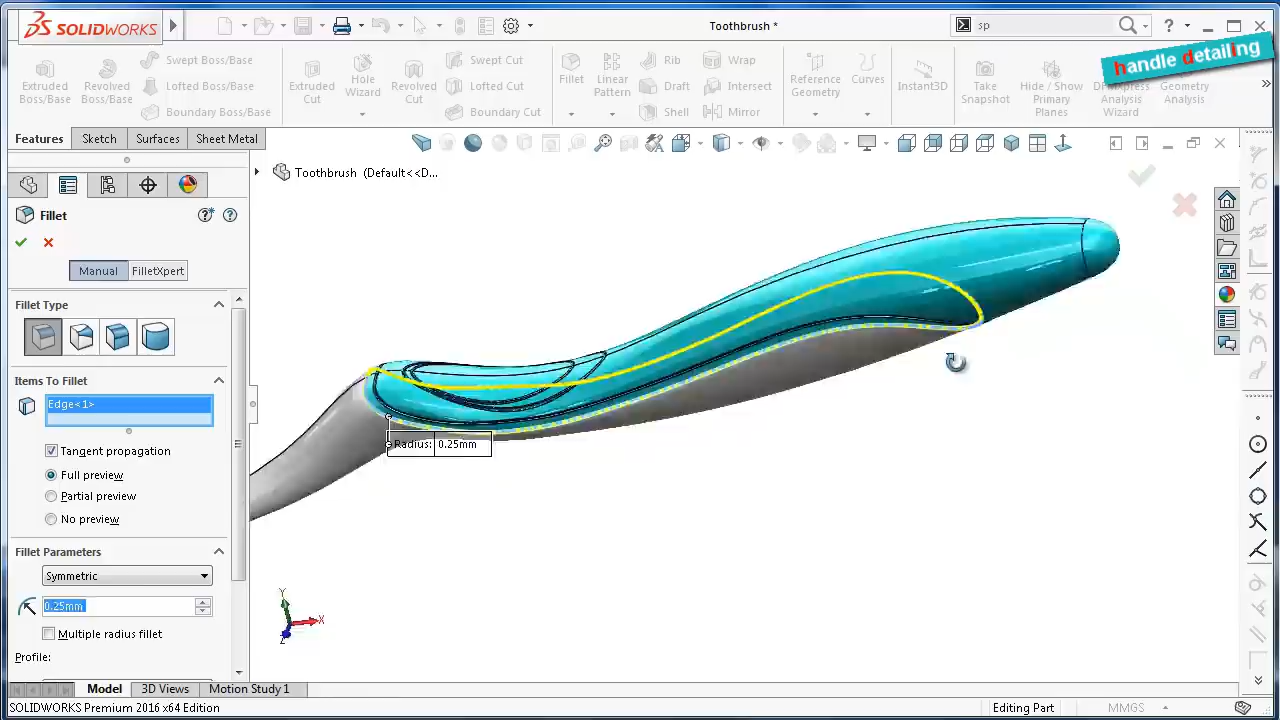 SOLIDWORKS
Toothbrush *
sp
handle detailing
Extruded Boss/Base
Revolved Boss/Base
Swept Boss/Base
Lofted Boss/Base
Boundary Boss/Base
Extruded Cut
Hole Wizard
Revolved Cut
Swept Cut
Lofted Cut
Boundary Cut
Fillet
Linear Pattern
Rib
Draft
Shell
Wrap
Intersect
Mirror
Reference Geometry
Curves
Instant3D
Take Snapshot
Hide / Show Primary Planes
DFMXpress Analysis Wizard
Geometry Analysis
Features
Sketch
Surfaces
Sheet Metal
Toothbrush (Default<<D...
Fillet
Manual
FilletXpert
Fillet Type
Items To Fillet
Edge<1>
Tangent propagation
Full preview
Partial preview
No preview
Fillet Parameters
Symmetric
0.25mm
Multiple radius fillet
Profile:
Radius: 0.25mm
Y
X
Z
Model
3D Views
Motion Study 1
SOLIDWORKS Premium 2016 x64 Edition
Editing Part
MMGS